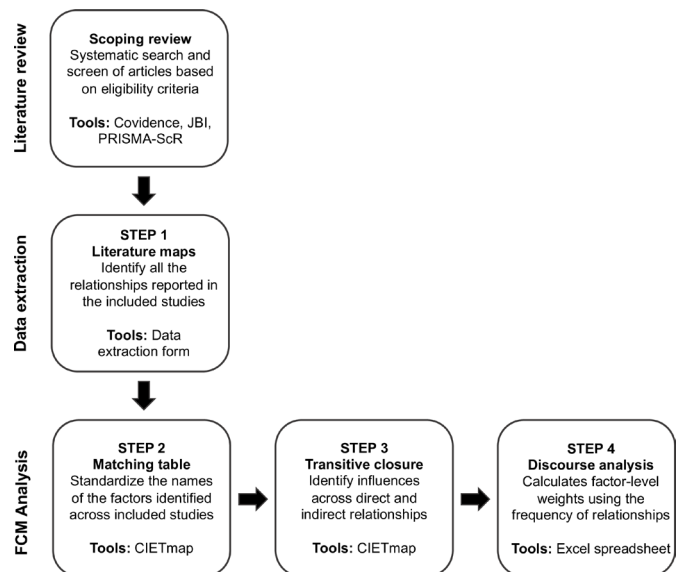 Literature review
Scoping review
Systematic search and
screen of articles based
on eligibility criteria
Tools: Covidence, JBI,
PRISMA-ScR
Data extraction
STEP 1
Literature maps
Identify all the
relationships reported in
the included studies
Tools: Data
extraction form
FCM Analysis
STEP 2
Matching table
Standardize the names
of the factors identified
across included studies
Tools: CIETmap
STEP 3
Transitive closure
Identify influences
across direct and
indirect relationships
Tools: CIETmap
STEP 4
Discourse analysis
Calculates factor-level
weights using the
frequency of relationships
Tools: Excel spreadsheet